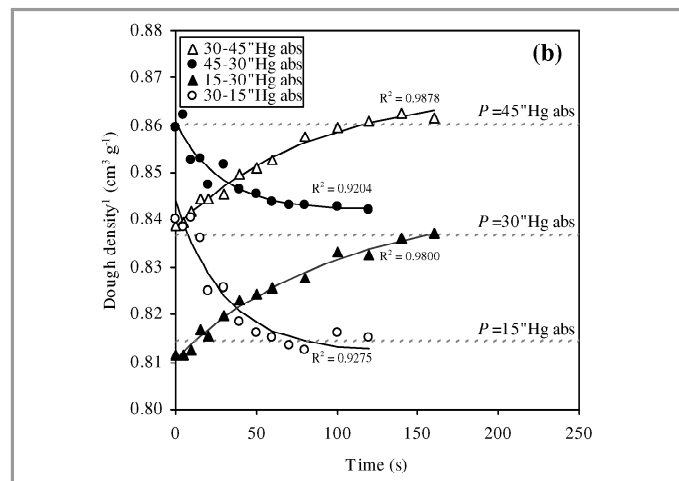 0.88
(b)
30-45"Hg abs
45-30"Hg abs
15-30"Hg abs
30-15"Hg abs
0.87
R² = 0.9878
P =45"Hg abs
0.86
0.85
R² = 0.9204
0.84
P =30"Hg abs
R² = 0.9800
0.83
0.82
P =15"Hg abs
R² = 0.9275
0.81
0.80
Dough density¹ (cm³ g⁻¹)
0 50 100 150 200 250
Time (s)